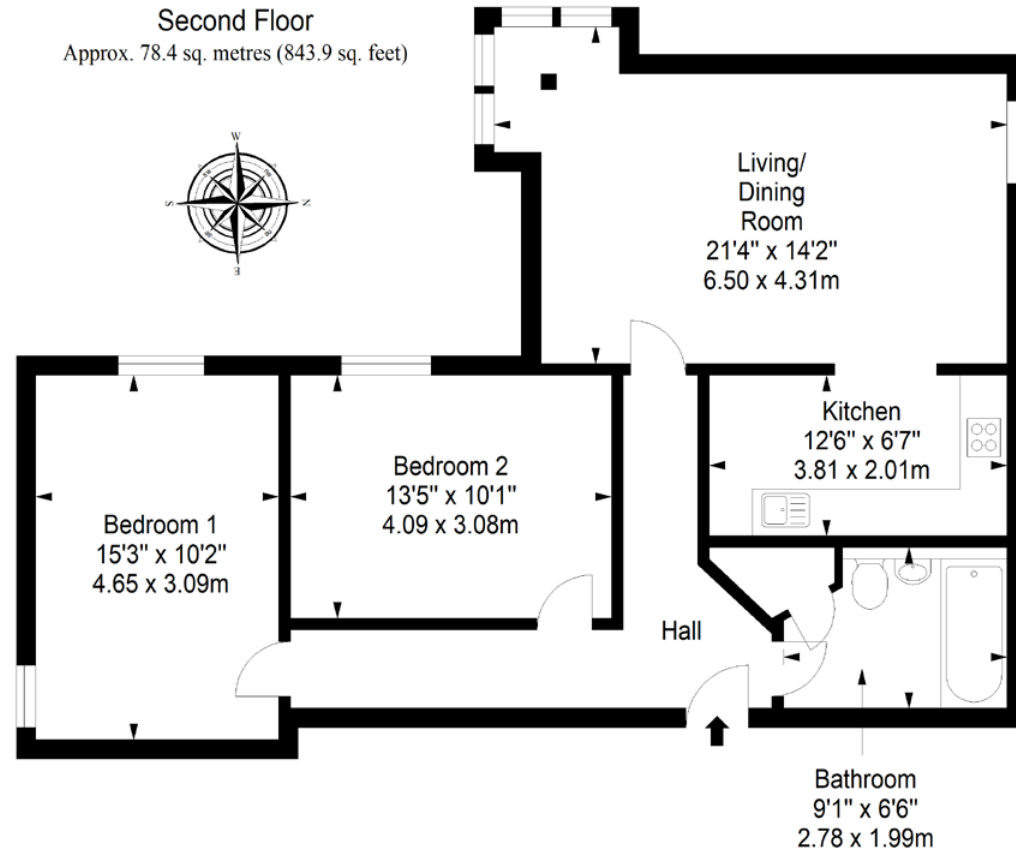 Second Floor
Approx. 78.4 sq. metres (843.9 sq. feet)
W
S
N
E
Living/
Dining
Room
21'4" x 14'2"
6.50 x 4.31m
Kitchen
12'6" x 6'7"
3.81 x 2.01m
Bedroom 2
13'5" x 10'1"
4.09 x 3.08m
Bedroom 1
15'3" x 10'2"
4.65 x 3.09m
Hall
Bathroom
9'1" x 6'6"
2.78 x 1.99m